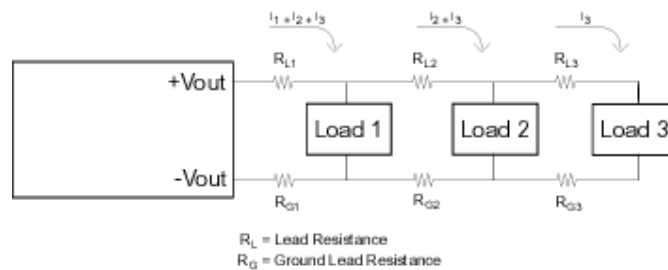 I1 + I2 + I3
I2 + I3
I3
RL1
RL2
RL3
+Vout
Load 1
Load 2
Load 3
-Vout
RG1
RG2
RG3
RL = Lead Resistance
RG = Ground Lead Resistance